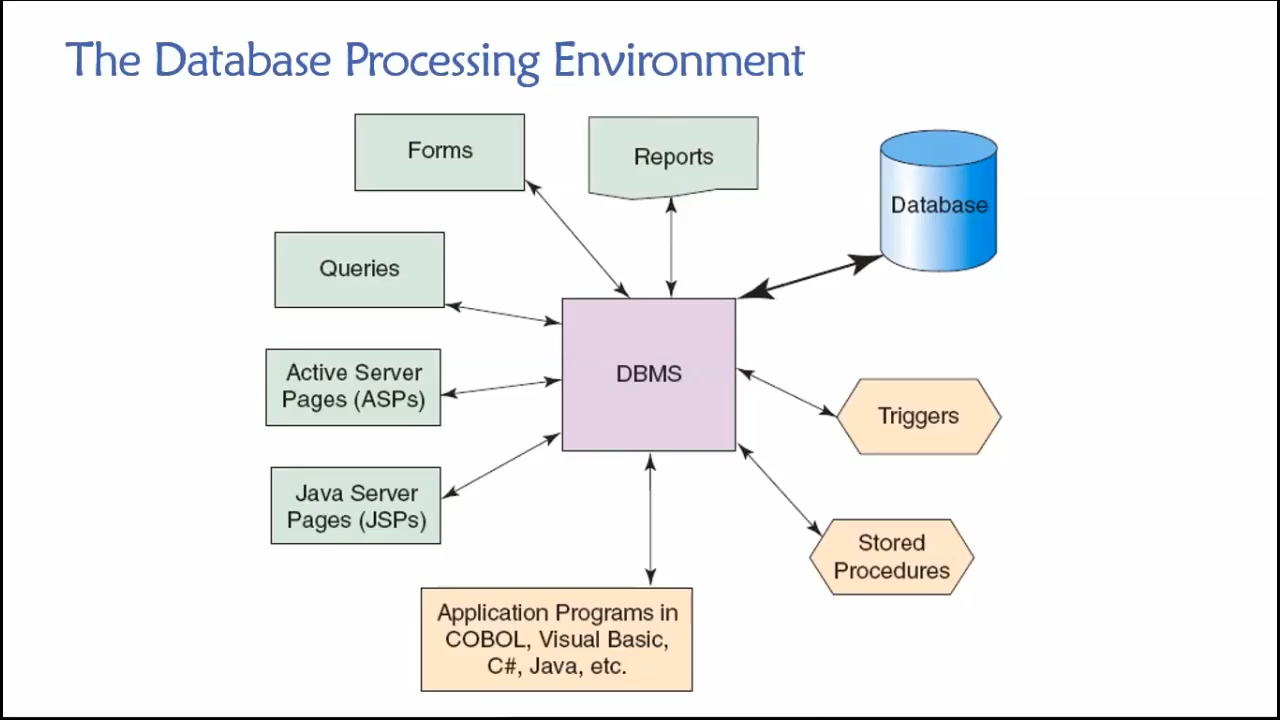 The Database Processing Environment
Forms
Reports
Database
Queries
DBMS
Active Server
Pages (ASPs)
Triggers
Java Server
Pages (JSPs)
Stored
Procedures
Application Programs in
COBOL, Visual Basic,
C#, Java, etc.